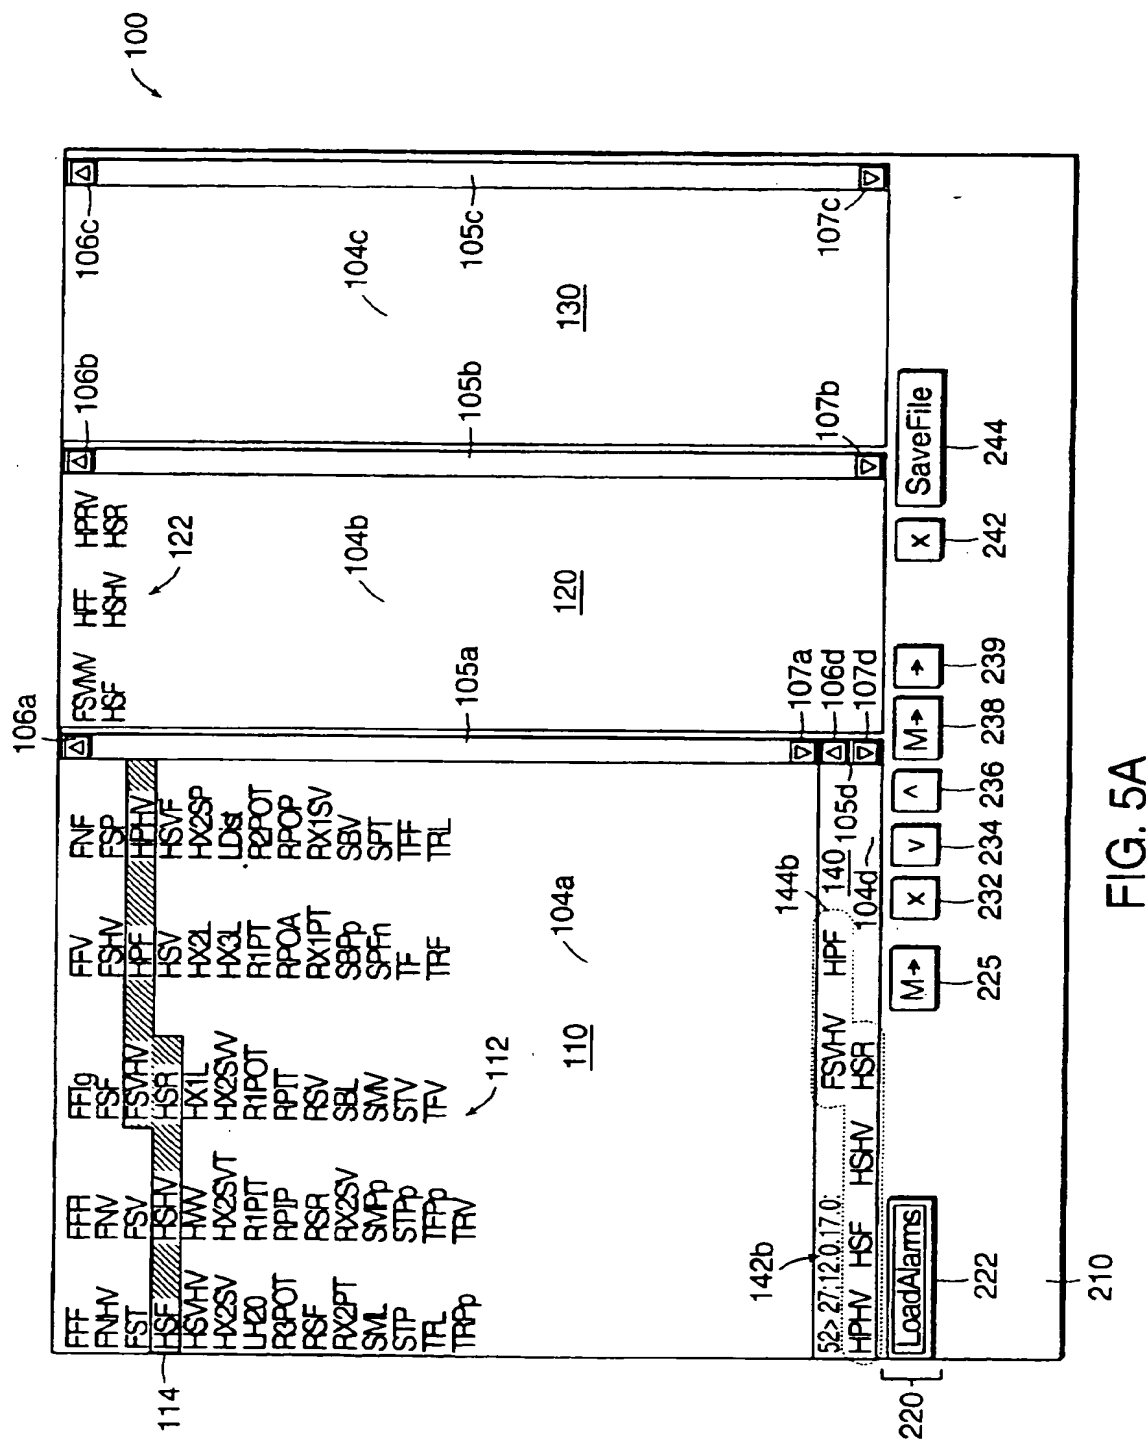 100
106a
106b
106c
FFF FFR FFlg FFV FNF
FNHV FNV FSF FSHV FSP
FST FSV FSVHV HPF HPHV
HSF HSHV HSR HSV HSVF
HSVHV HWV HX1L HX2L HX2SP
HX2SV HX2SVT HX2SVV HX3L LDist
LH20 R1PIT R1POT R1PT R2POT
R3POT RPIP RPIT RPOA RPOP
RSF RSR RSV RX1PT RX1SV
RX2PT RX2SV SBL SBPp SBV
SML SMPp SMV SPFn SPT
STP STPp STV TF TFF
TFL TFPp TFV TRF TRL
TRPp TRV
114
112
110
104a
105a
FSVMV HFF HPRV
HSF HSHV HSR
122
104b
120
105b
104c
130
105c
107a
106d
107d
107b
107c
142b
144b
140
105d
104d
52> 27:12.0.17.0: FSVHV HPF
HPHV HSF HSHV HSR
220
LoadAlarms M→ X v ^ M→ → X SaveFile
222 225 232 234 236 238 239 242 244
210
FIG. 5A